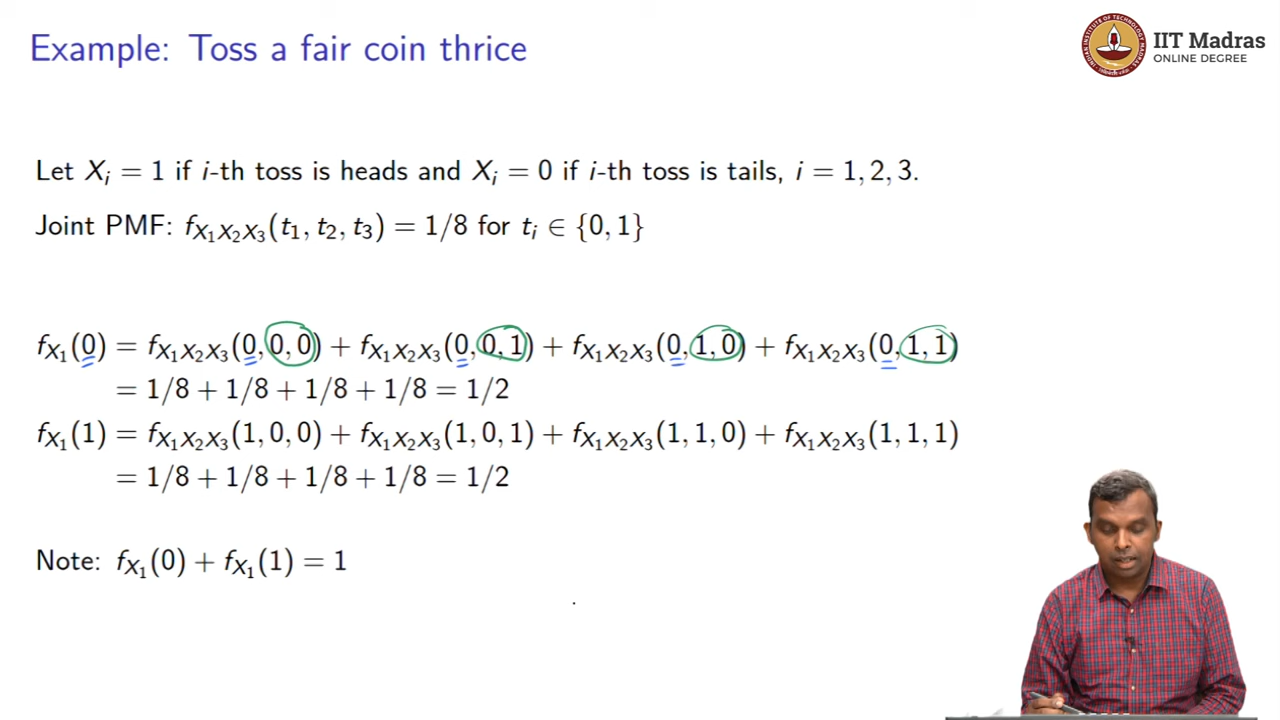 Example: Toss a fair coin thrice
IIT Madras
ONLINE DEGREE
Let X_i = 1 if i-th toss is heads and X_i = 0 if i-th toss is tails, i = 1, 2, 3.
Joint PMF: f_{X_1X_2X_3}(t_1, t_2, t_3) = 1/8 for t_i ∈ {0, 1}
f_{X_1}(0) = f_{X_1X_2X_3}(0, 0, 0) + f_{X_1X_2X_3}(0, 0, 1) + f_{X_1X_2X_3}(0, 1, 0) + f_{X_1X_2X_3}(0, 1, 1)
= 1/8 + 1/8 + 1/8 + 1/8 = 1/2
f_{X_1}(1) = f_{X_1X_2X_3}(1, 0, 0) + f_{X_1X_2X_3}(1, 0, 1) + f_{X_1X_2X_3}(1, 1, 0) + f_{X_1X_2X_3}(1, 1, 1)
= 1/8 + 1/8 + 1/8 + 1/8 = 1/2
Note: f_{X_1}(0) + f_{X_1}(1) = 1